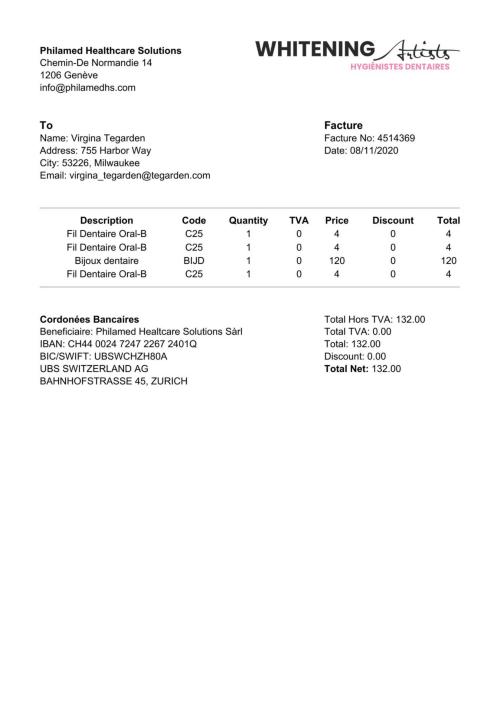 Philamed Healthcare Solutions
Chemin-De Normandie 14
1206 Genève
info@philamedhs.com
WHITENING Artists
HYGIÉNISTES DENTAIRES
To
Name: Virgina Tegarden
Address: 755 Harbor Way
City: 53226, Milwaukee
Email: virgina_tegarden@tegarden.com
Facture
Facture No: 4514369
Date: 08/11/2020
Description Code Quantity TVA Price Discount Total
Fil Dentaire Oral-B C25 1 0 4 0 4
Fil Dentaire Oral-B C25 1 0 4 0 4
Bijoux dentaire BIJD 1 0 120 0 120
Fil Dentaire Oral-B C25 1 0 4 0 4
Cordonées Bancaires
Beneficiaire: Philamed Healtcare Solutions Sàrl
IBAN: CH44 0024 7247 2267 2401Q
BIC/SWIFT: UBSWCHZH80A
UBS SWITZERLAND AG
BAHNHOFSTRASSE 45, ZURICH
Total Hors TVA: 132.00
Total TVA: 0.00
Total: 132.00
Discount: 0.00
Total Net: 132.00